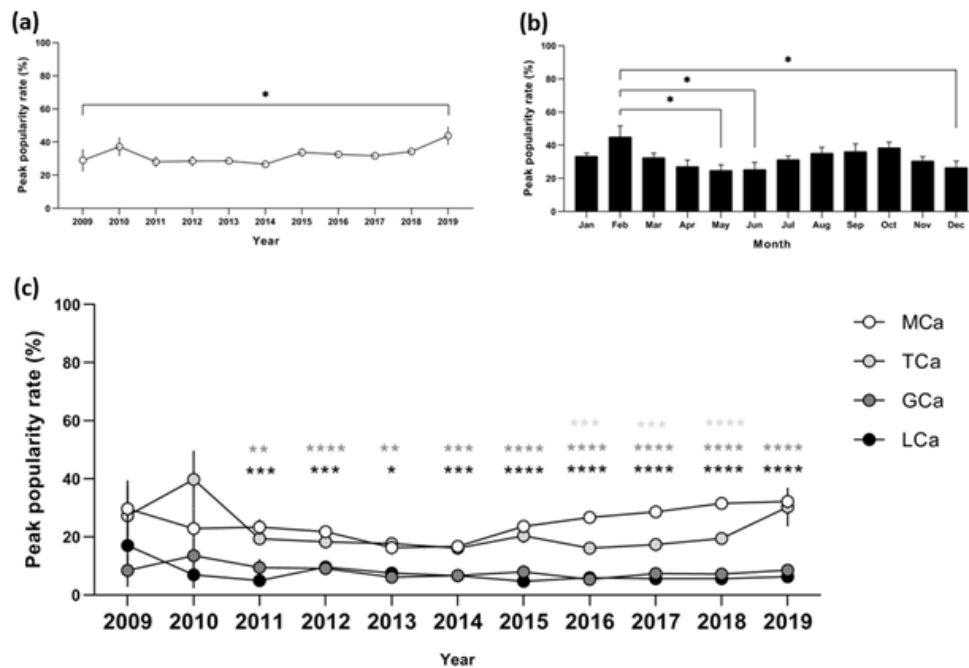 (a)
Peak popularity rate (%)
100
80
60
40
20
0
*
2009 2010 2011 2012 2013 2014 2015 2016 2017 2018 2019
Year
(b)
Peak popularity rate (%)
100
80
60
40
20
0
*
*
*
Jan Feb Mar Apr May Jun Jul Aug Sep Oct Nov Dec
Month
(c)
Peak popularity rate (%)
100
80
60
40
20
0
*** *** ****
** **** ** *** **** **** **** **** ****
*** *** * *** **** **** **** **** ****
2009 2010 2011 2012 2013 2014 2015 2016 2017 2018 2019
Year
MCa
TCa
GCa
LCa